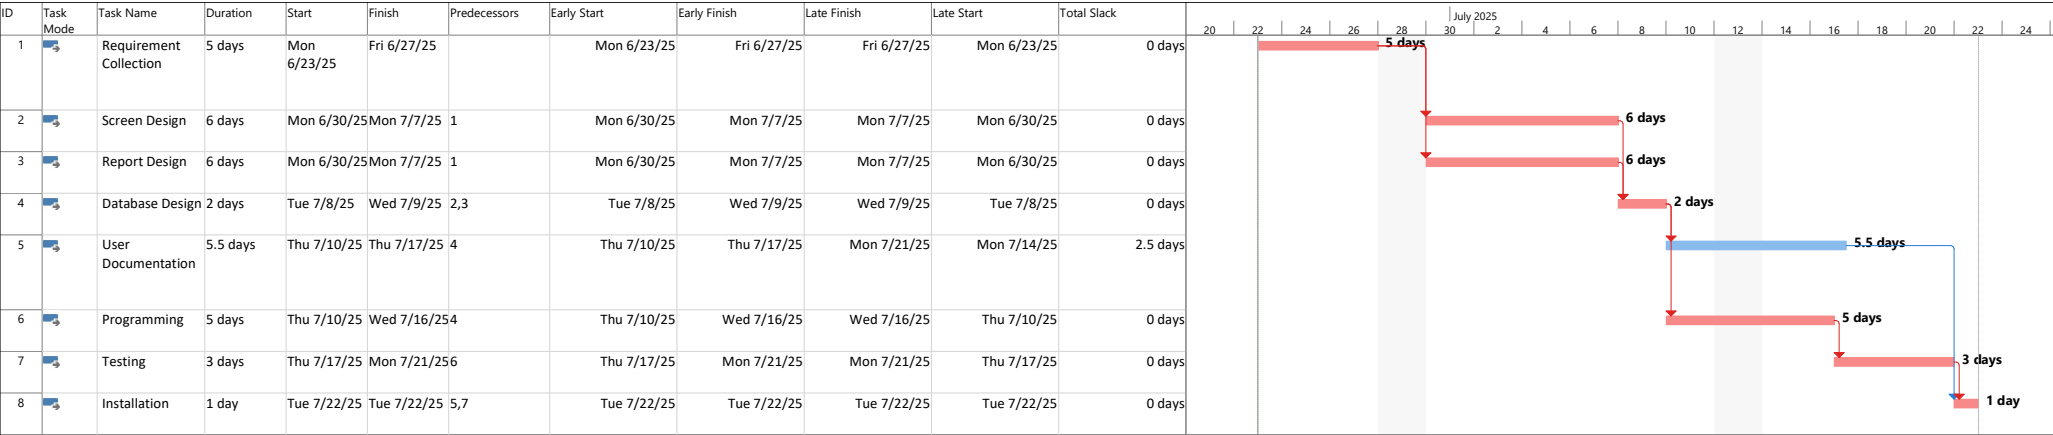 ID Task Mode Task Name Duration Start Finish Predecessors Early Start Early Finish Late Finish Late Start Total Slack
July 2025
20 22 24 26 28 30 2 4 6 8 10 12 14 16 18 20 22 24
1 Requirement Collection 5 days Mon 6/23/25 Fri 6/27/25 Mon 6/23/25 Fri 6/27/25 Fri 6/27/25 Mon 6/23/25 0 days 5 days
2 Screen Design 6 days Mon 6/30/25 Mon 7/7/25 1 Mon 6/30/25 Mon 7/7/25 Mon 7/7/25 Mon 6/30/25 0 days 6 days
3 Report Design 6 days Mon 6/30/25 Mon 7/7/25 1 Mon 6/30/25 Mon 7/7/25 Mon 7/7/25 Mon 6/30/25 0 days 6 days
4 Database Design 2 days Tue 7/8/25 Wed 7/9/25 2,3 Tue 7/8/25 Wed 7/9/25 Wed 7/9/25 Tue 7/8/25 0 days 2 days
5 User Documentation 5.5 days Thu 7/10/25 Thu 7/17/25 4 Thu 7/10/25 Thu 7/17/25 Mon 7/21/25 Mon 7/14/25 2.5 days 5.5 days
6 Programming 5 days Thu 7/10/25 Wed 7/16/25 4 Thu 7/10/25 Wed 7/16/25 Wed 7/16/25 Thu 7/10/25 0 days 5 days
7 Testing 3 days Thu 7/17/25 Mon 7/21/25 6 Thu 7/17/25 Mon 7/21/25 Mon 7/21/25 Thu 7/17/25 0 days 3 days
8 Installation 1 day Tue 7/22/25 Tue 7/22/25 5,7 Tue 7/22/25 Tue 7/22/25 Tue 7/22/25 Tue 7/22/25 0 days 1 day